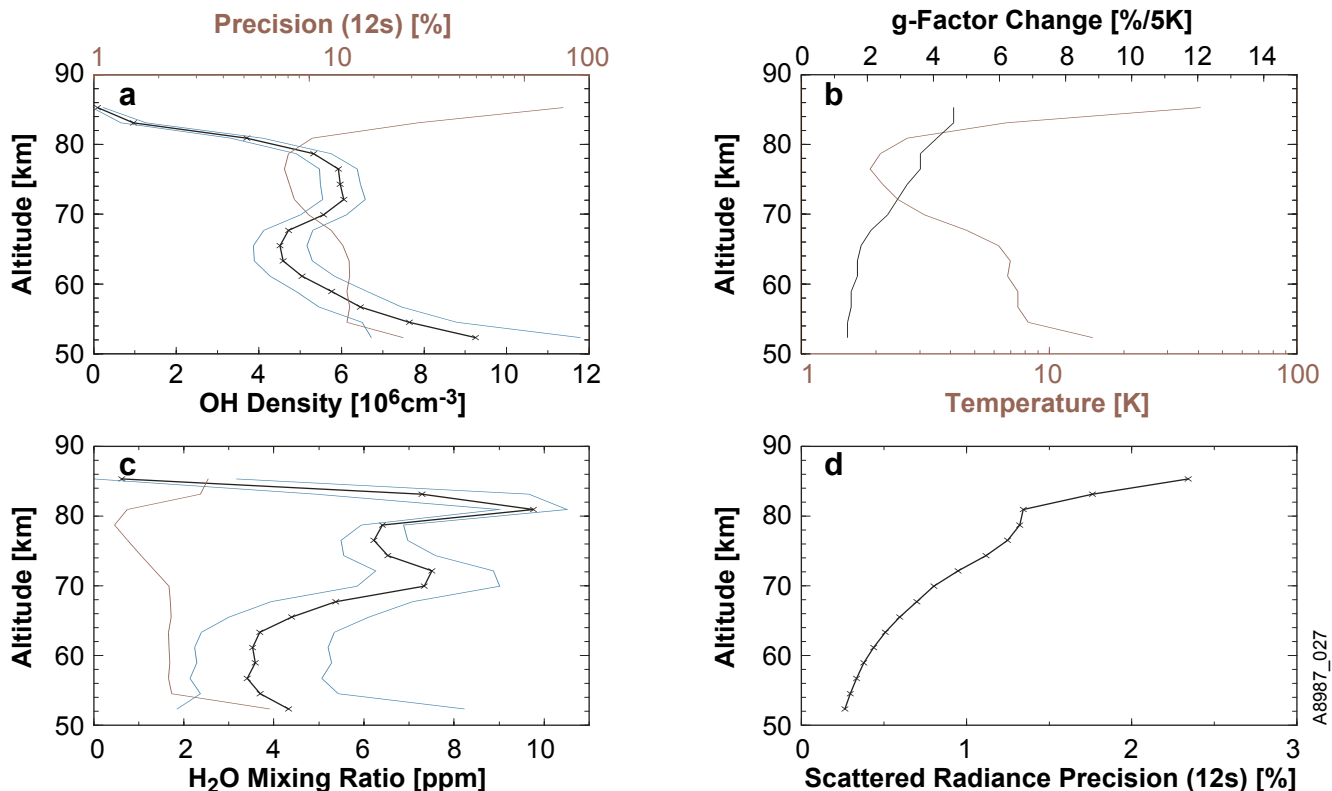 Precision (12s) [%]
1 10 100
90
80
70
60
50
a
Altitude [km]
0 2 4 6 8 10 12
OH Density [10⁶cm⁻³]
g-Factor Change [%/5K]
0 2 4 6 8 10 12 14
90
80
70
60
50
b
Altitude [km]
1 10 100
Temperature [K]
90
80
70
60
50
c
Altitude [km]
0 2 4 6 8 10
H₂O Mixing Ratio [ppm]
90
80
70
60
50
d
Altitude [km]
0 1 2 3
Scattered Radiance Precision (12s) [%]
A8987_027